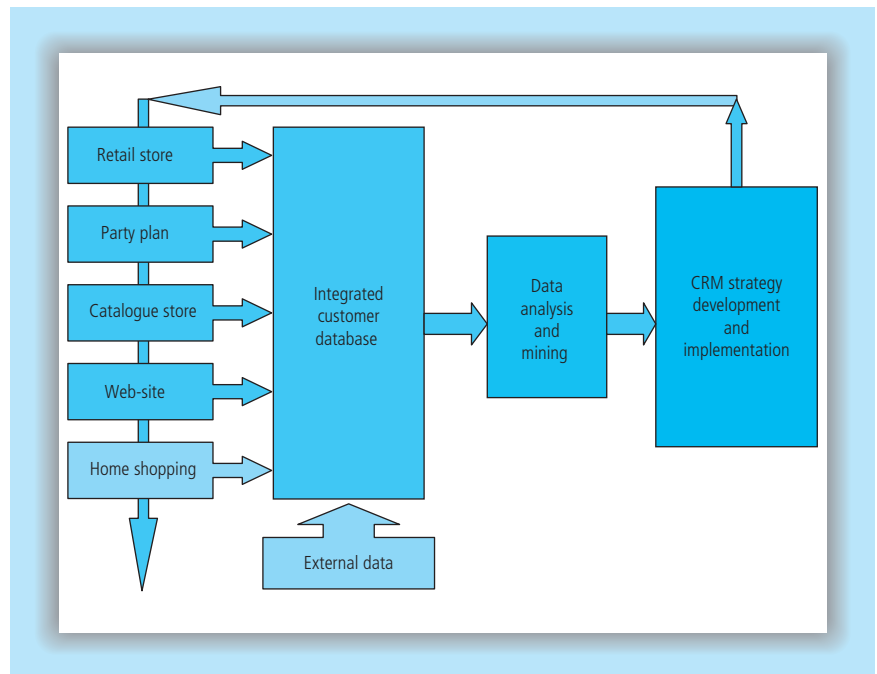 Retail store
Party plan
Catalogue store
Web-site
Home shopping
Integrated
customer
database
External data
Data
analysis
and
mining
CRM strategy
development
and
implementation